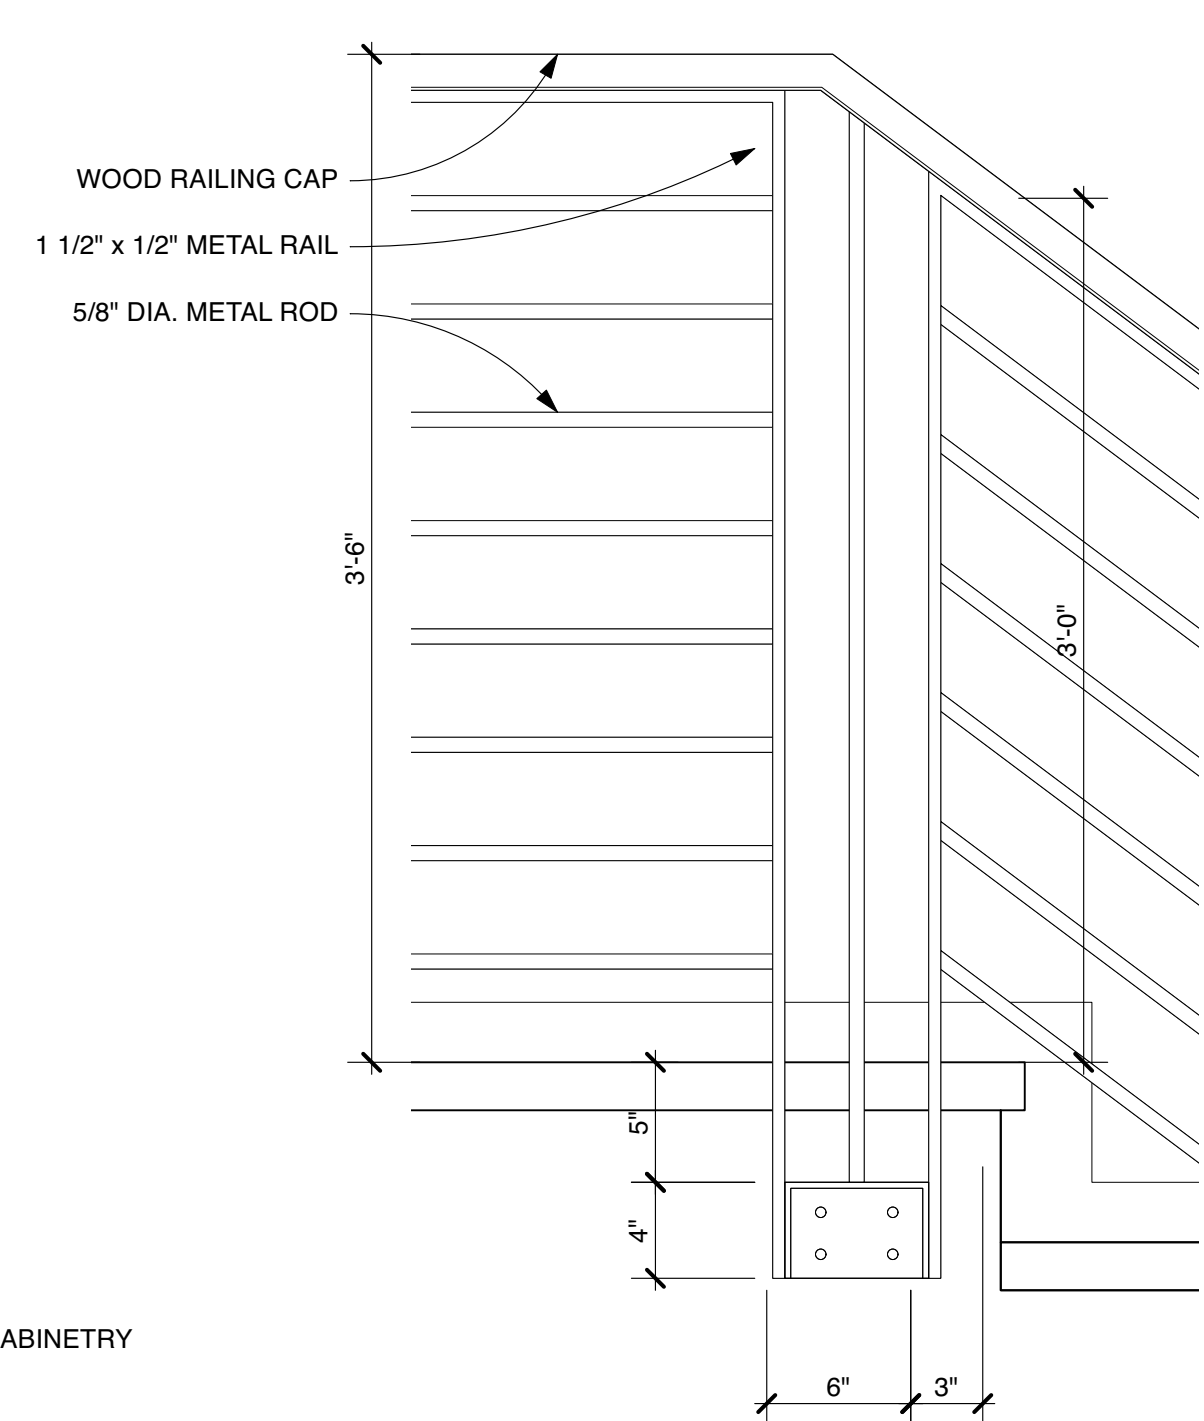 WOOD RAILING CAP
1 1/2" x 1/2" METAL RAIL
5/8" DIA. METAL ROD
3'-6"
3'-0"
5"
4"
ABINETRY
6" 3"